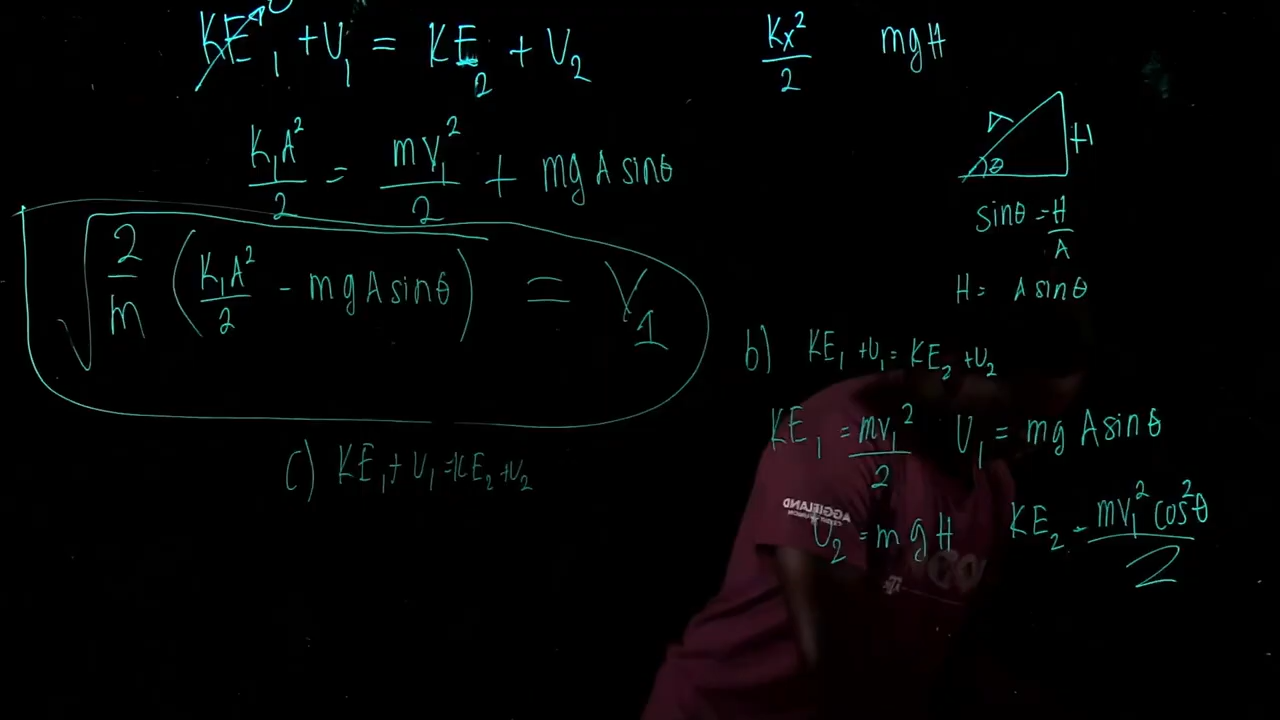 KE₁ + U₁ = KE₂ + U₂
0
Kx²/2
mgH
K₁A²/2 = mv₁²/2 + mg A sinθ
A
H
θ
sinθ = H/A
H = A sinθ
√(2/m (K₁A²/2 - mgA sinθ)) = V₁
b) KE₁ + U₁ = KE₂ + U₂
KE₁ = mv₁²/2 U₁ = mg A sinθ
U₂ = mgH KE₂ = mv₁² cos²θ/2
c) KE₁ + U₁ = KE₂ + U₂
AGGIELAND